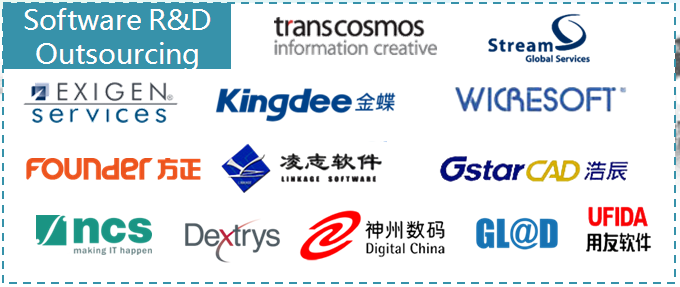 Software R&D
Outsourcing
transcosmos
information creative
Stream
Global Services
EXIGEN®
services
Kingdee 金蝶
WICRESOFT®
FOUNDER 方正
凌志软件
LINKAGE SOFTWARE
GstarCAD 浩辰
ncs
making IT happen
Dextrys
神州数码
Digital China
GL@D
UFIDA
用友软件